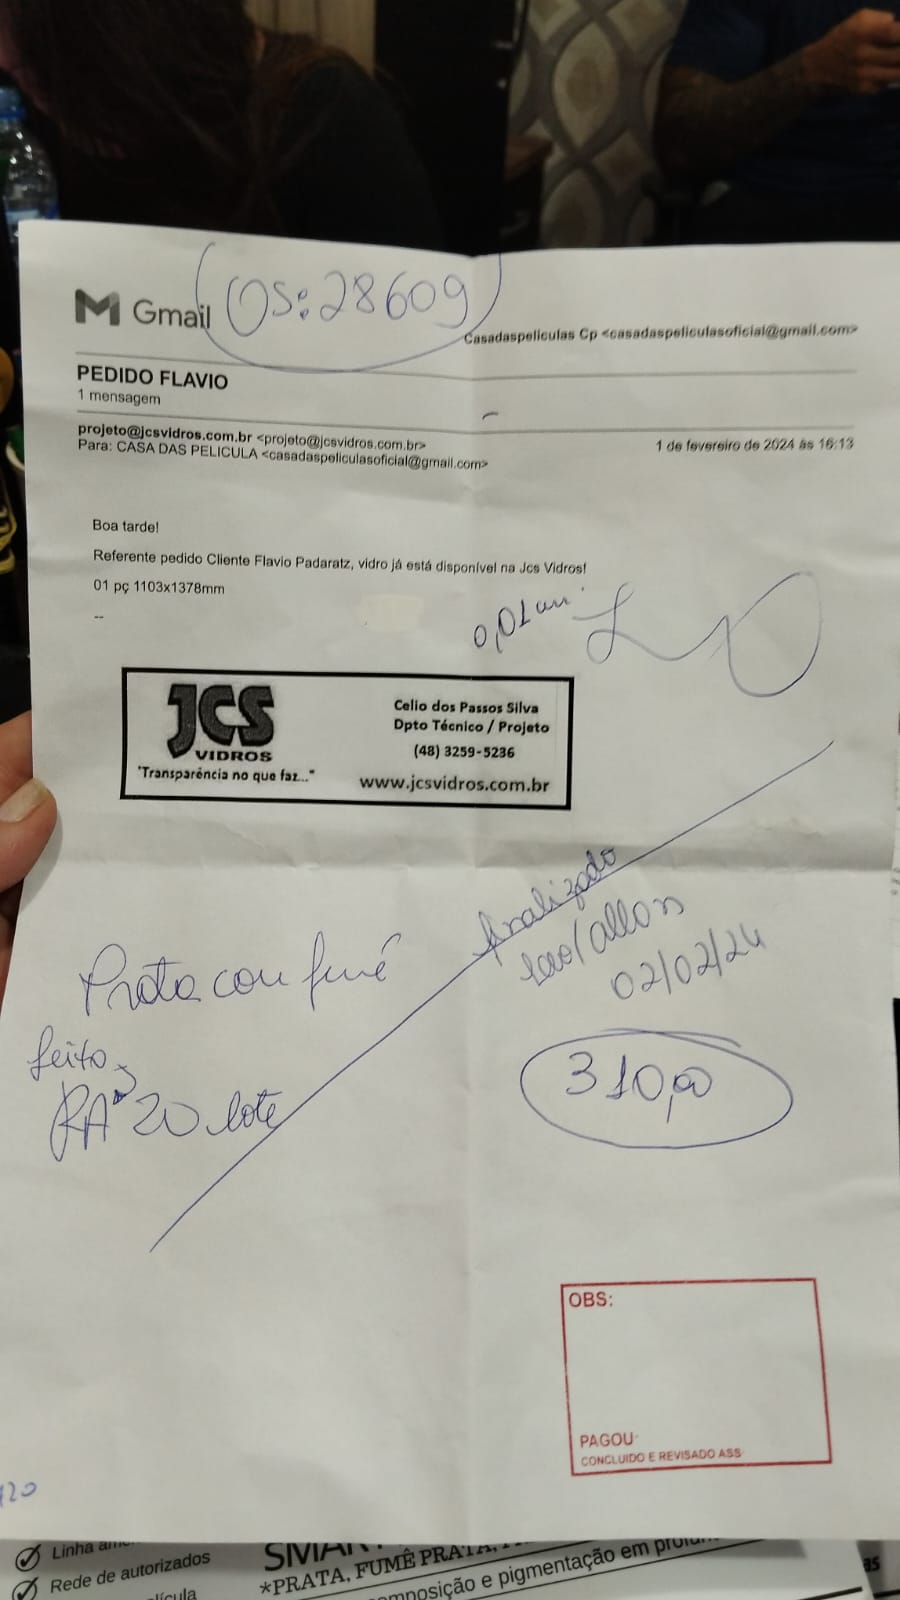 OS: 28609
Gmail
Casadaspeliculas Cp <casadaspeliculasoficial@gmail.com>
PEDIDO FLAVIO
1 mensagem
projeto@jcsvidros.com.br <projeto@jcsvidros.com.br>
Para: CASA DAS PELICULA <casadaspeliculasoficial@gmail.com>
1 de fevereiro de 2024 às 16:13
Boa tarde!
Referente pedido Cliente Flavio Padaratz, vidro já está disponível na Jcs Vidros!
01 pç 1103x1378mm
--
0,01
JCS
VIDROS
"Transparência no que faz..."
Celio dos Passos Silva
Dpto Técnico / Projeto
(48) 3259-5236
www.jcsvidros.com.br
finalizado
02/02/24
Prata com fumê
feito
20 lote
310,00
OBS:
PAGOU
CONCLUIDO E REVISADO ASS
Linha
Rede de autorizados
*PRATA, FUMÊ PRATA,
e pigmentação em